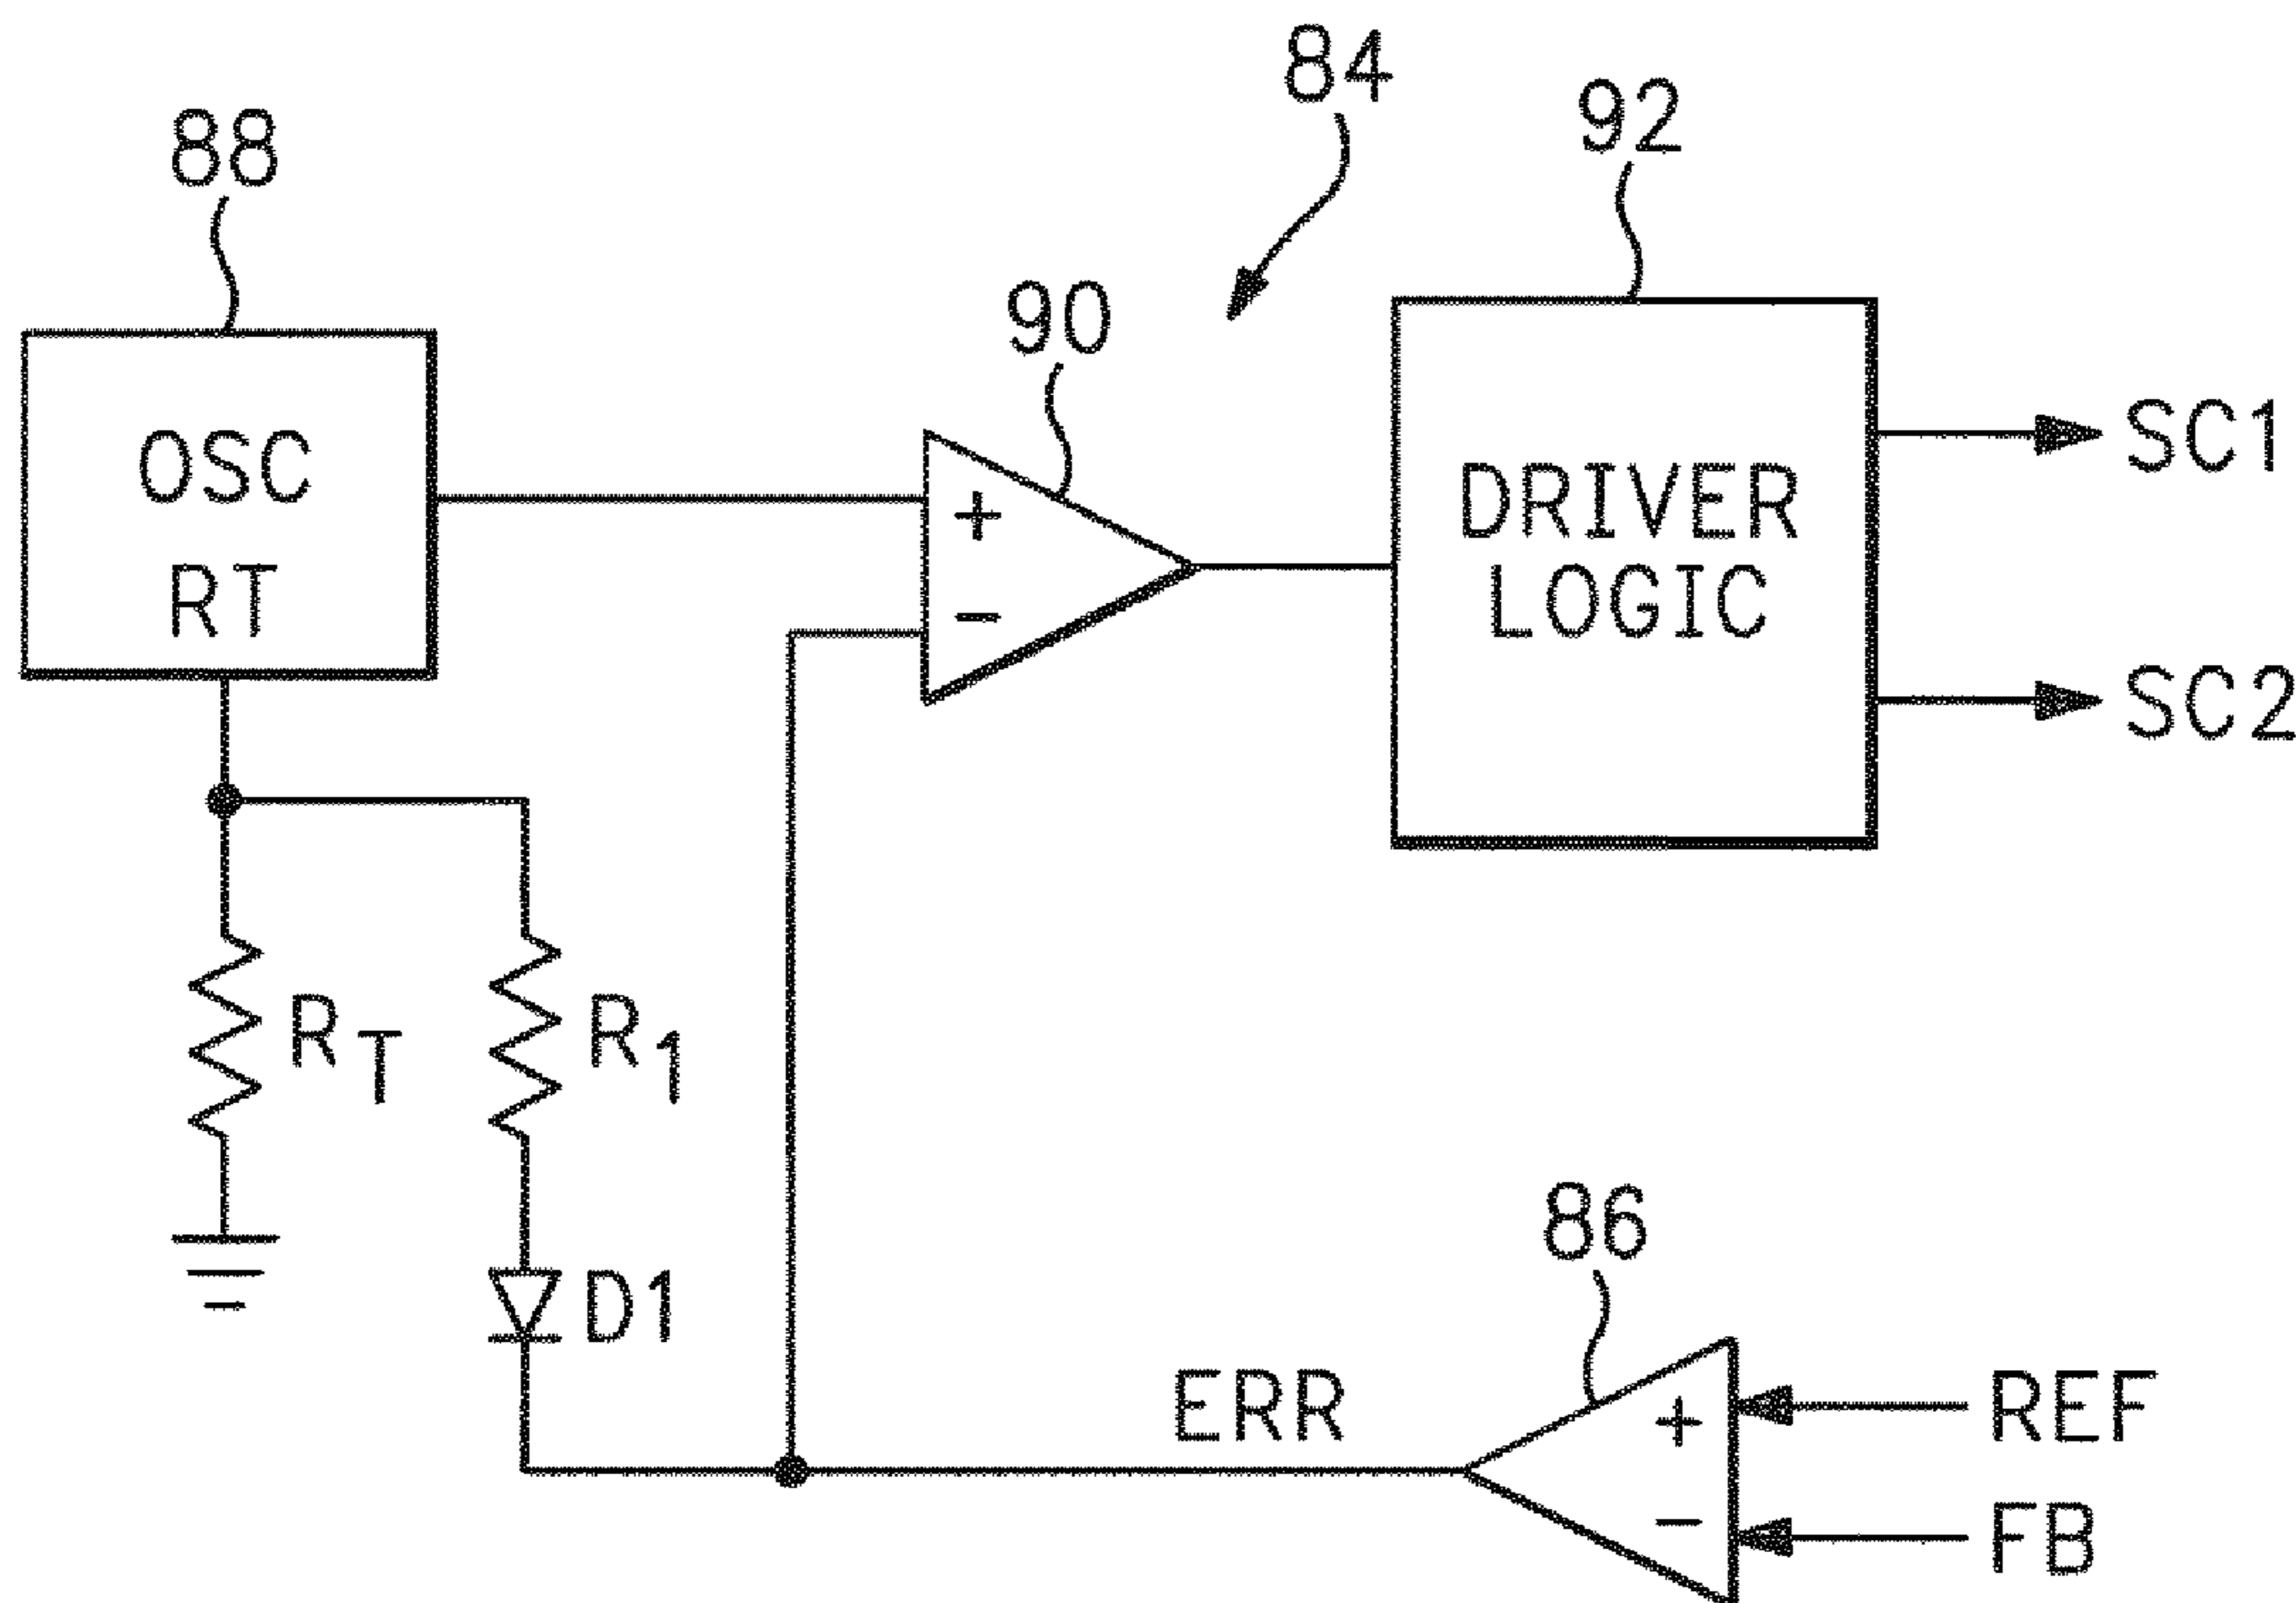 84
92
88
90
OSC
RT
+
-
DRIVER
LOGIC
SC1
SC2
RT
R1
D1
86
ERR
+
-
REF
FB